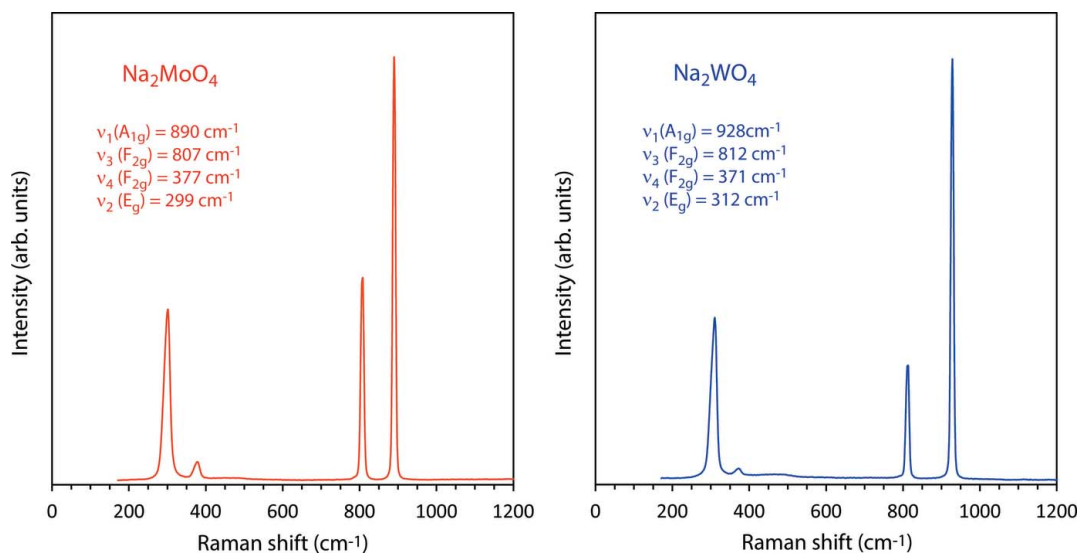 Na₂MoO₄
ν₁(A₁g) = 890 cm⁻¹
ν₃ (F₂g) = 807 cm⁻¹
ν₄ (F₂g) = 377 cm⁻¹
ν₂ (Eg) = 299 cm⁻¹
Intensity (arb. units)
0 200 400 600 800 1000 1200
Raman shift (cm⁻¹)
Na₂WO₄
ν₁(A₁g) = 928cm⁻¹
ν₃ (F₂g) = 812 cm⁻¹
ν₄ (F₂g) = 371 cm⁻¹
ν₂ (Eg) = 312 cm⁻¹
Intensity (arb. units)
0 200 400 600 800 1000 1200
Raman shift (cm⁻¹)